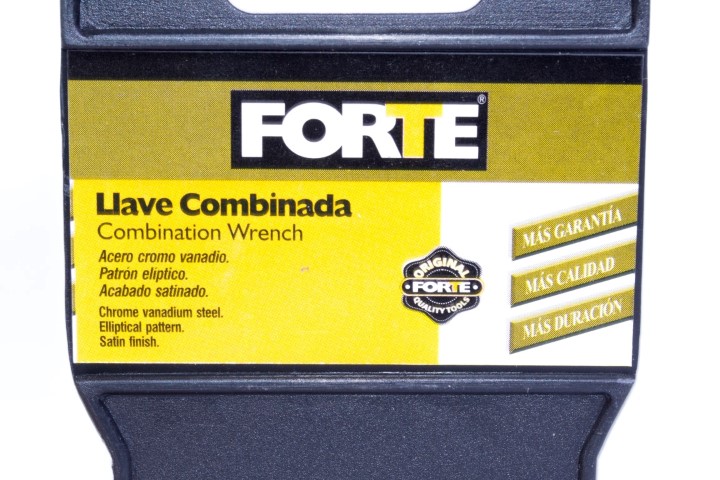 FORTE®
Llave Combinada
Combination Wrench
Acero cromo vanadio.
Patrón eliptico.
Acabado satinado.
Chrome vanadium steel.
Elliptical pattern.
Satin finish.
ORIGINAL
FORTE
QUALITY TOOLS
MÁS GARANTÍA
MÁS CALIDAD
MÁS DURACIÓN